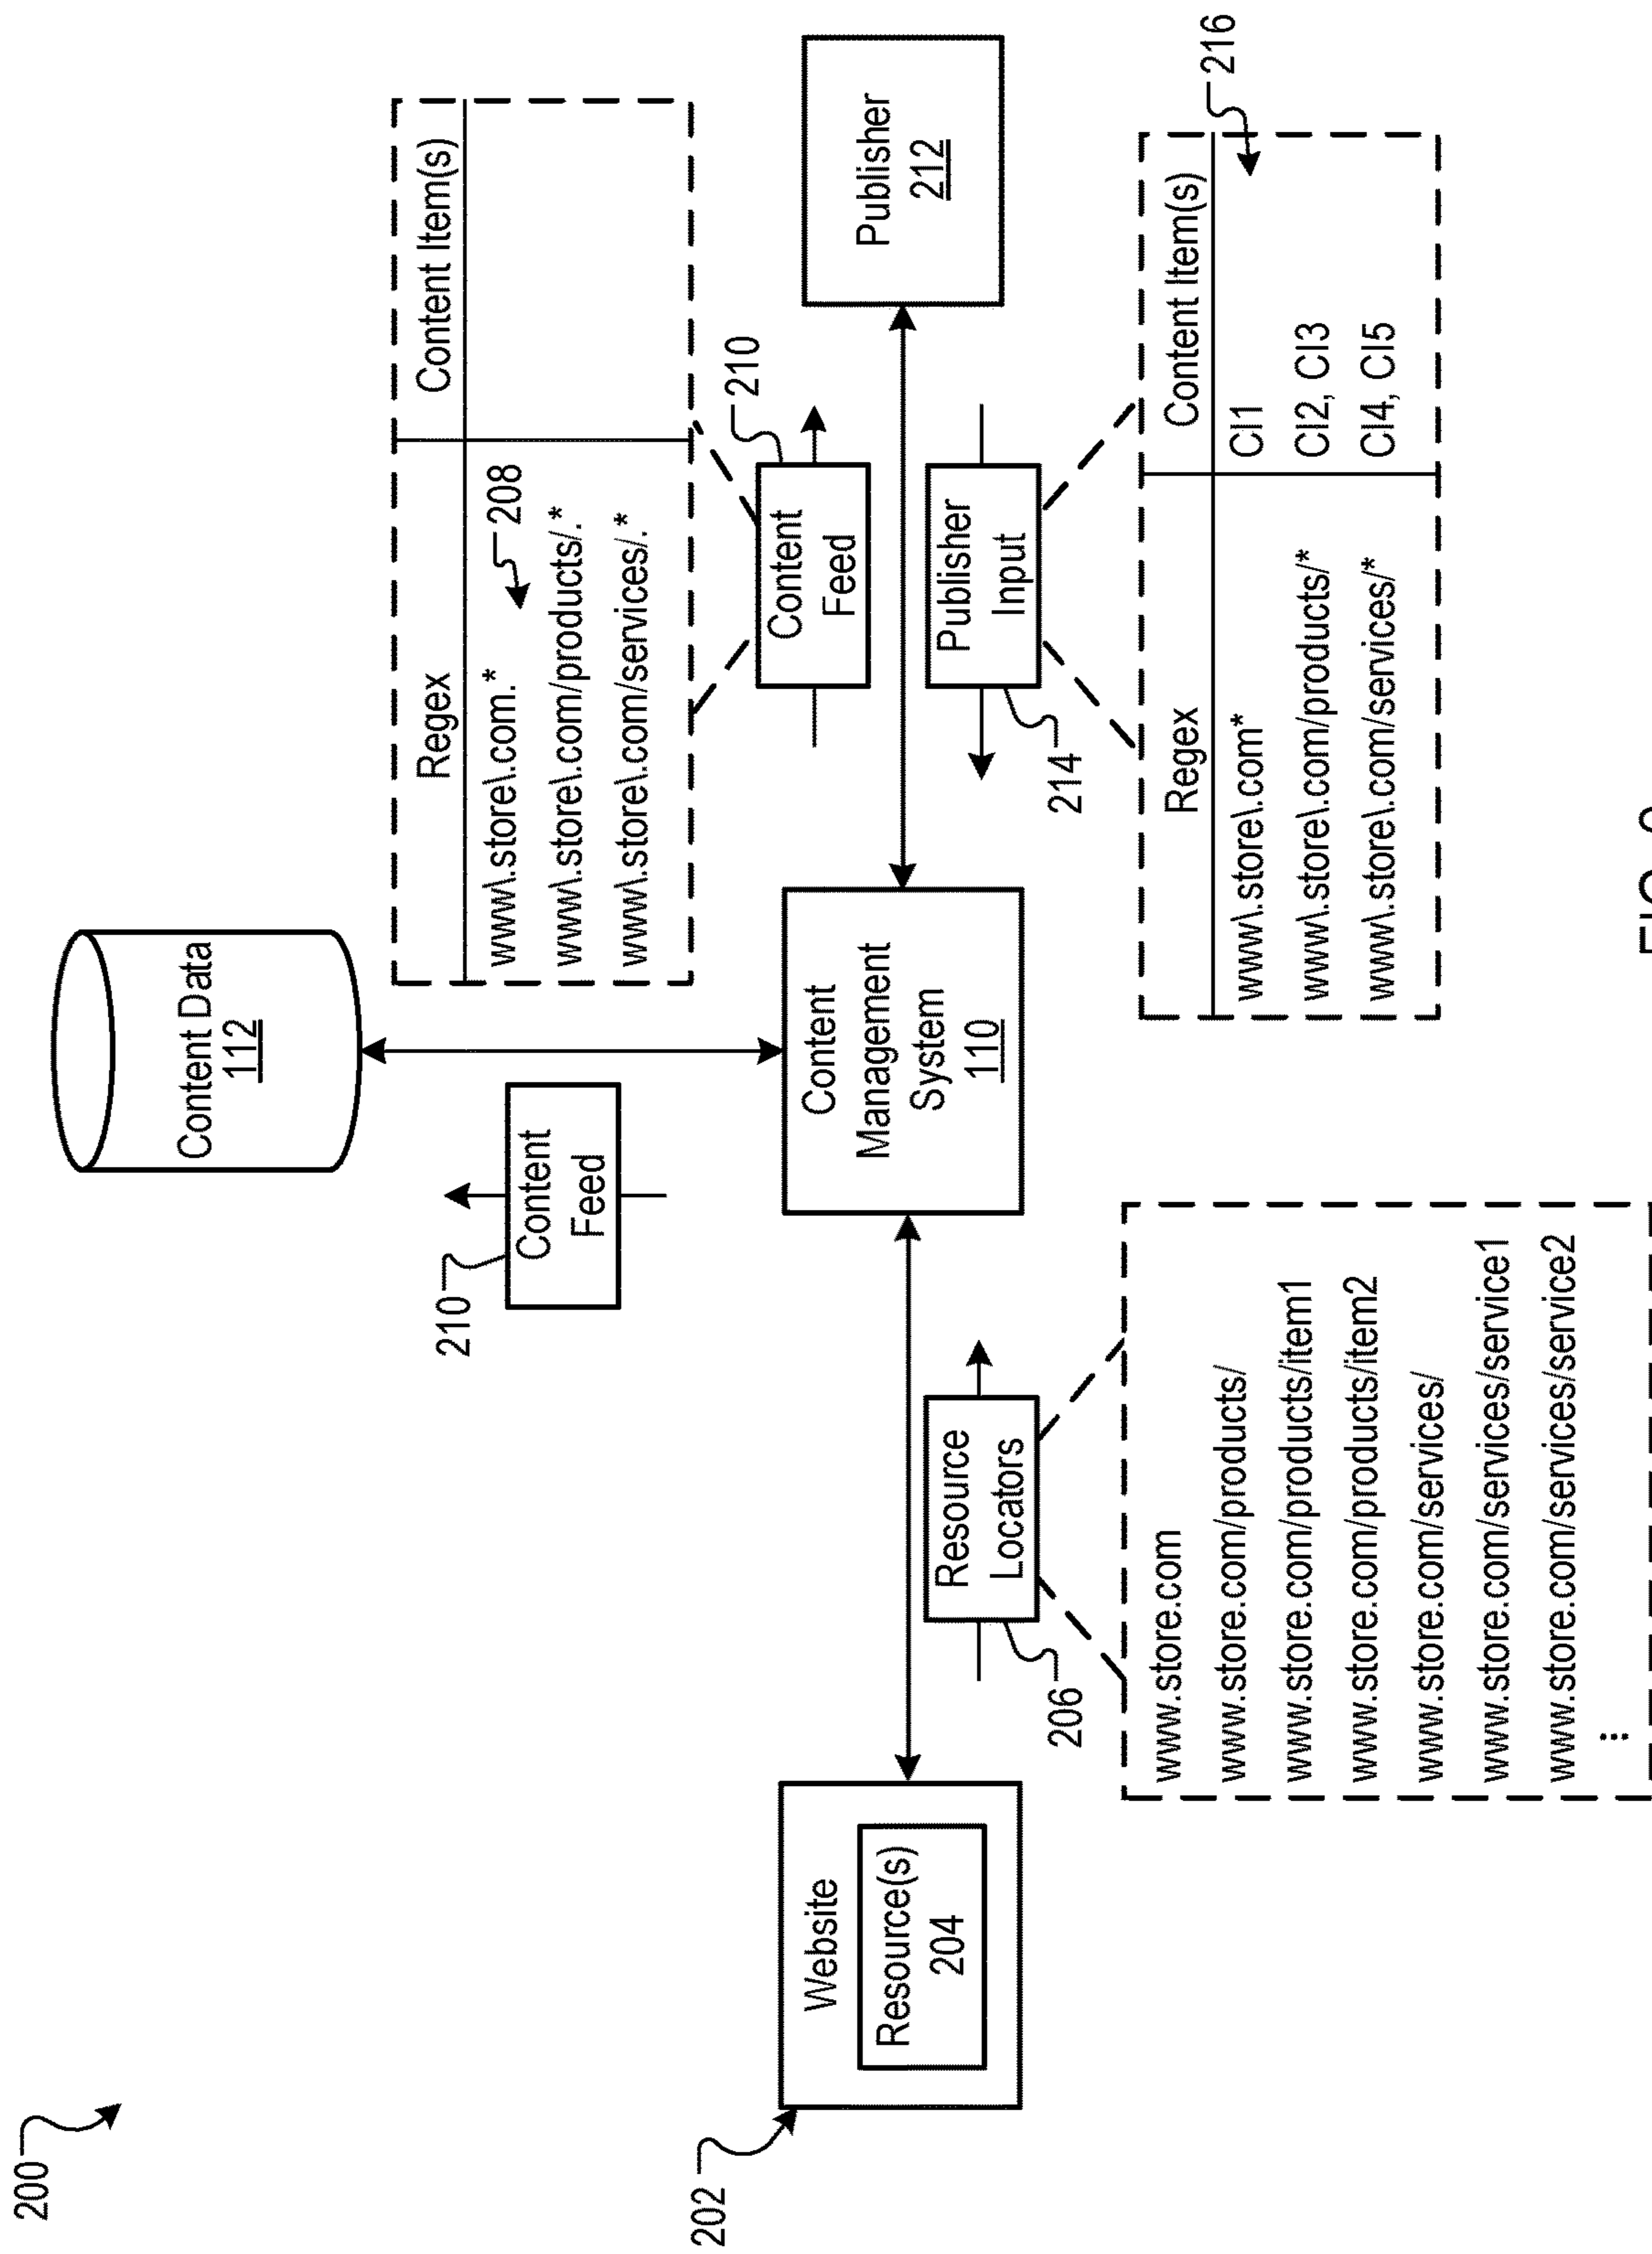 200
Content Data
112
210
Content
Feed
Regex
Content Item(s)
www\.store\.com.*
208
www\.store\.com/products/.*
www\.store\.com/services/.*
Content
Feed
210
202
Website
Resource(s)
204
Content
Management
System
110
Publisher
212
206
Resource
Locators
214
Publisher
Input
www.store.com
www.store.com/products/
www.store.com/products/item1
www.store.com/products/item2
www.store.com/services/
www.store.com/services/service1
www.store.com/services/service2
...
Regex
Content Item(s)
216
www\.store\.com*
CI1
www\.store\.com/products/*
CI2, CI3
www\.store\.com/services/*
CI4, CI5